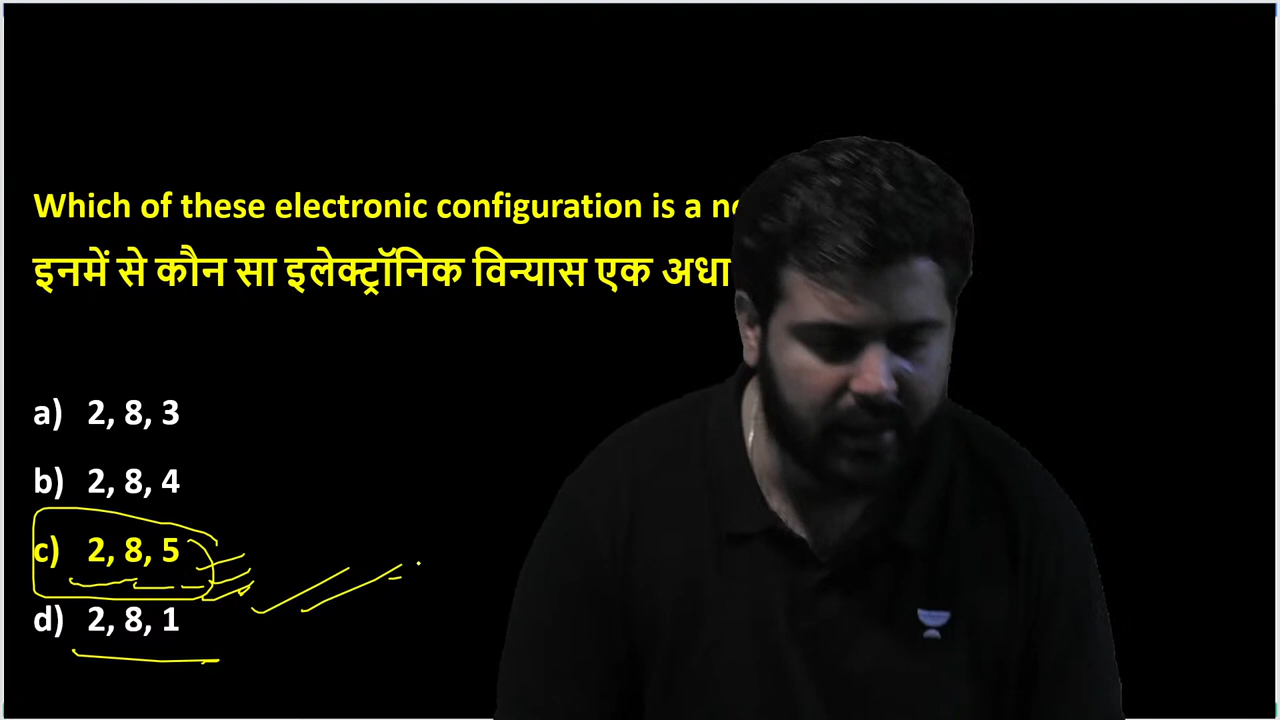 Which of these electronic configuration is a
इनमें से कौन सा इलेक्ट्रॉनिक विन्यास एक
a) 2, 8, 3
b) 2, 8, 4
c) 2, 8, 5
d) 2, 8, 1